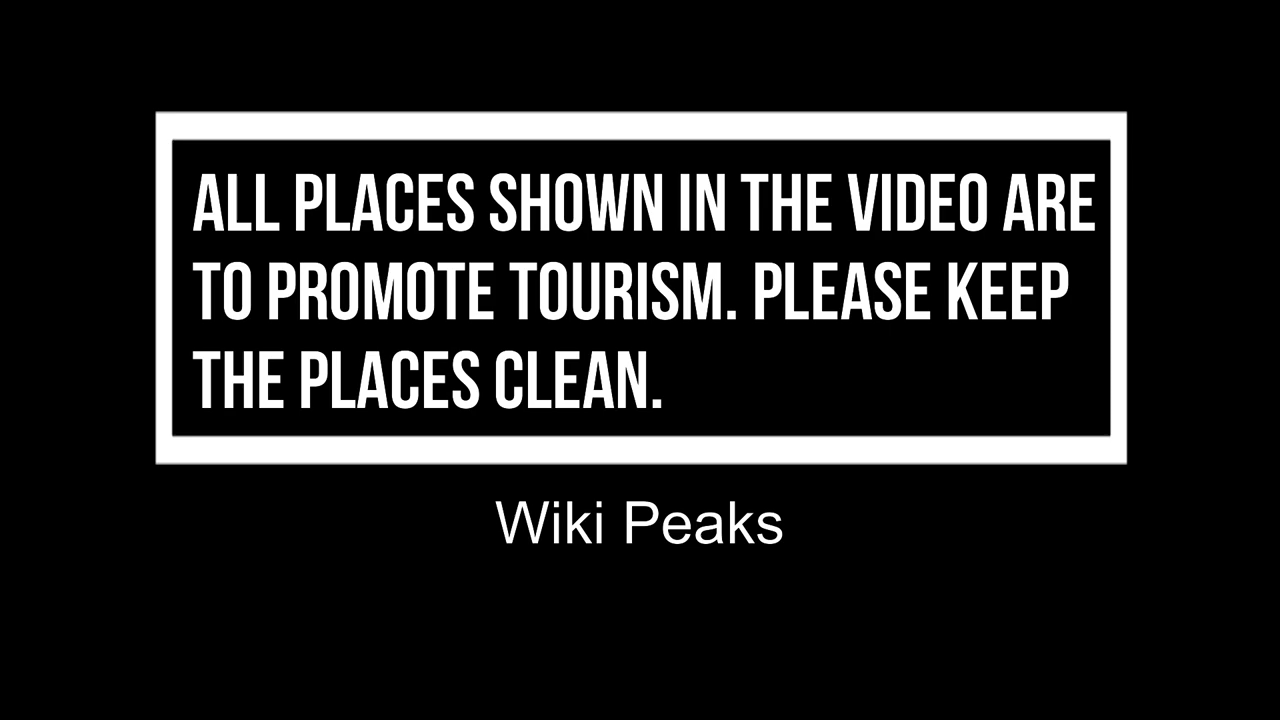 ALL PLACES SHOWN IN THE VIDEO ARE
TO PROMOTE TOURISM. PLEASE KEEP
THE PLACES CLEAN.
Wiki Peaks